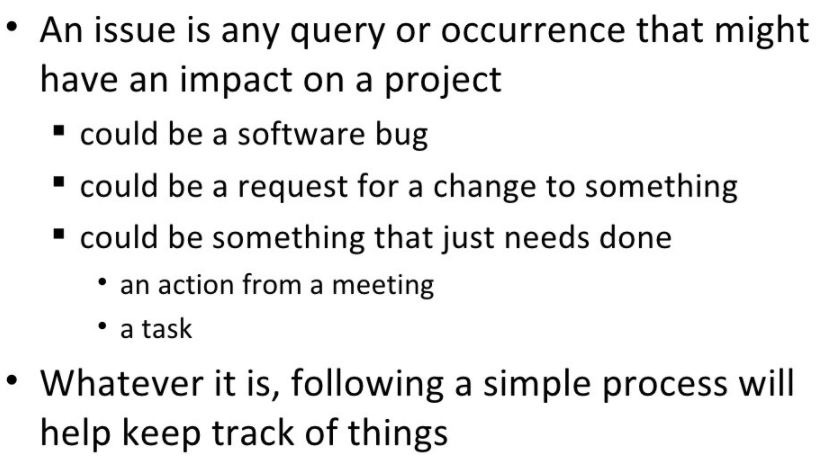 • An issue is any query or occurrence that might
have an impact on a project
▪ could be a software bug
▪ could be a request for a change to something
▪ could be something that just needs done
• an action from a meeting
• a task
• Whatever it is, following a simple process will
help keep track of things